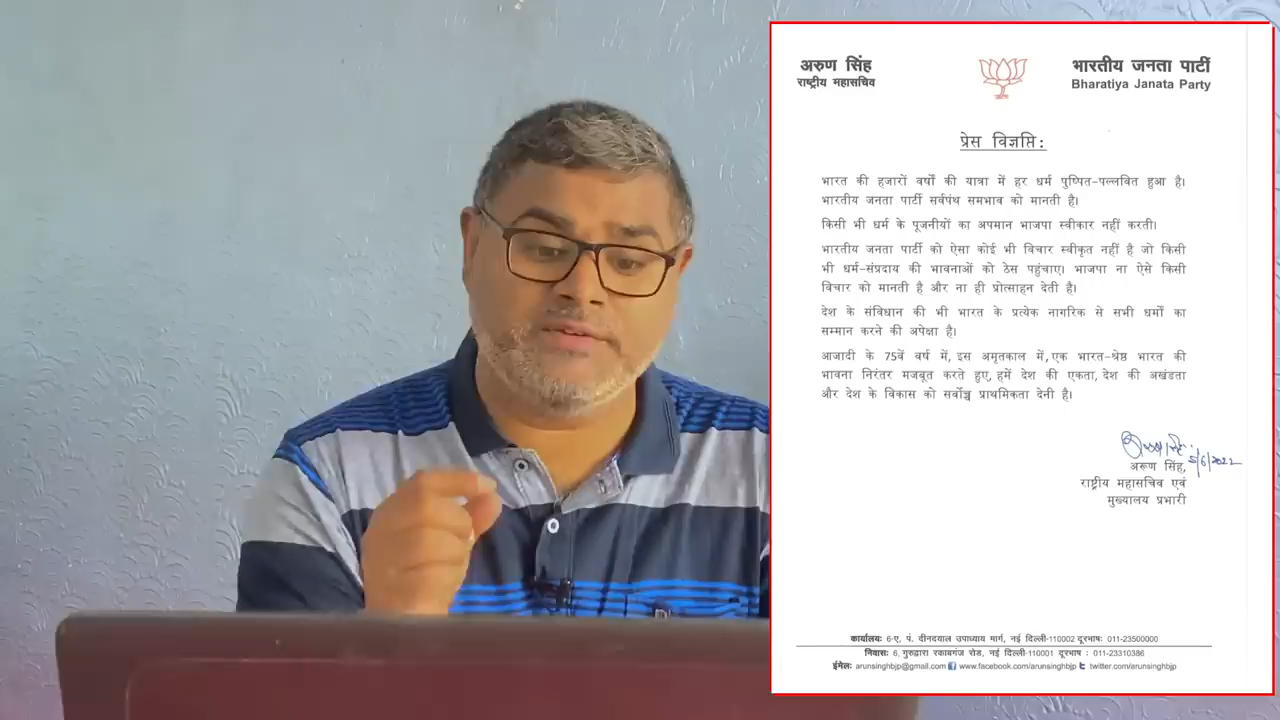 अरुण सिंह
राष्ट्रीय महासचिव
भारतीय जनता पार्टी
Bharatiya Janata Party
प्रेस विज्ञप्ति:
भारत की हजारों वर्षों की यात्रा में हर धर्म पुष्पित-पल्लवित हुआ है।
भारतीय जनता पार्टी सर्वपंथ समभाव को मानती है।
किसी भी धर्म के पूजनीयों का अपमान भाजपा स्वीकार नहीं करती।
भारतीय जनता पार्टी को ऐसा कोई भी विचार स्वीकृत नहीं है जो किसी
भी धर्म-संप्रदाय की भावनाओं को ठेस पहुंचाए। भाजपा ना ऐसे किसी
विचार को मानती है और ना ही प्रोत्साहन देती है।
देश के संविधान की भी भारत के प्रत्येक नागरिक से सभी धर्मों का
सम्मान करने की अपेक्षा है।
आजादी के 75वें वर्ष में, इस अमृतकाल में, एक भारत-श्रेष्ठ भारत की
भावना निरंतर मजबूत करते हुए, हमें देश की एकता, देश की अखंडता
और देश के विकास को सर्वोच्च प्राथमिकता देनी है।
5/6/2022
अरूण सिंह,
राष्ट्रीय महासचिव एवं
मुख्यालय प्रभारी
कार्यालयः 6-ए, पं. दीनदयाल उपाध्याय मार्ग, नई दिल्ली-110002 दूरभाषः 011-23500000
निवासः 6, गुरुद्वारा रकाबगंज रोड, नई दिल्ली-110001 दूरभाष : 011-23310386
ईमेलः arunsinghbjp@gmail.com www.facebook.com/arunsinghbjp twitter.com/arunsinghbjp